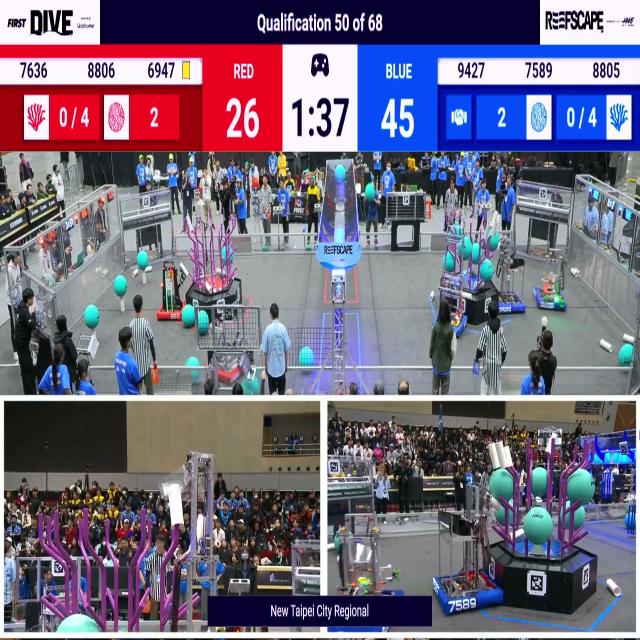 FIRST DIVE
Qualification 50 of 68
REEFSCAPE
7636 8806 6947
RED
BLUE
9427 7589 8805
0 / 4
2
26
1:37
45
2
0 / 4
REEFSCAPE
FIRST
7589
New Taipei City Regional